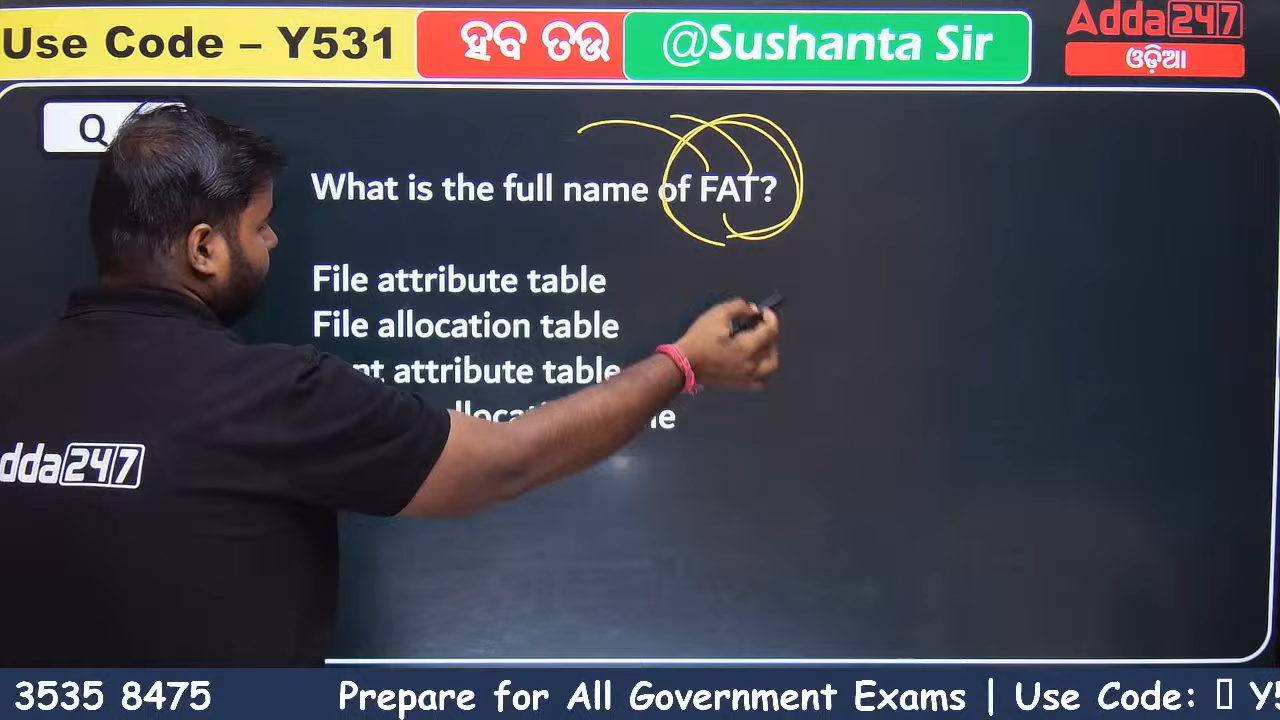 Use Code – Y531
ହବ ତଉ
@Sushanta Sir
Adda247
ଓଡ଼ିଆ
Q
What is the full name of FAT?
File attribute table
File allocation table
attribute table
dda247
3535 8475
Prepare for All Government Exams | Use Code: